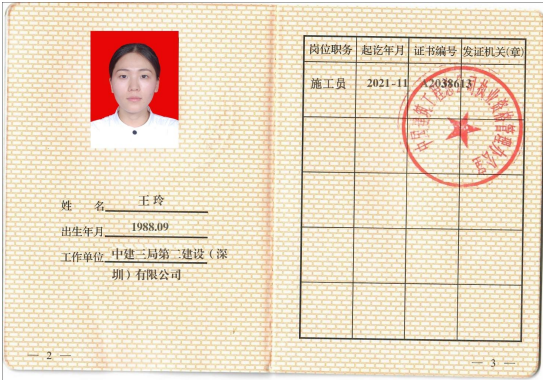 姓 名 王玲
出生年月 1988.09
工作单位 中建三局第二建设（深
圳）有限公司
— 2 —
岗位职务 起讫年月 证书编号 发证机关(章)
施工员 2021-11 A2038613
— 3 —